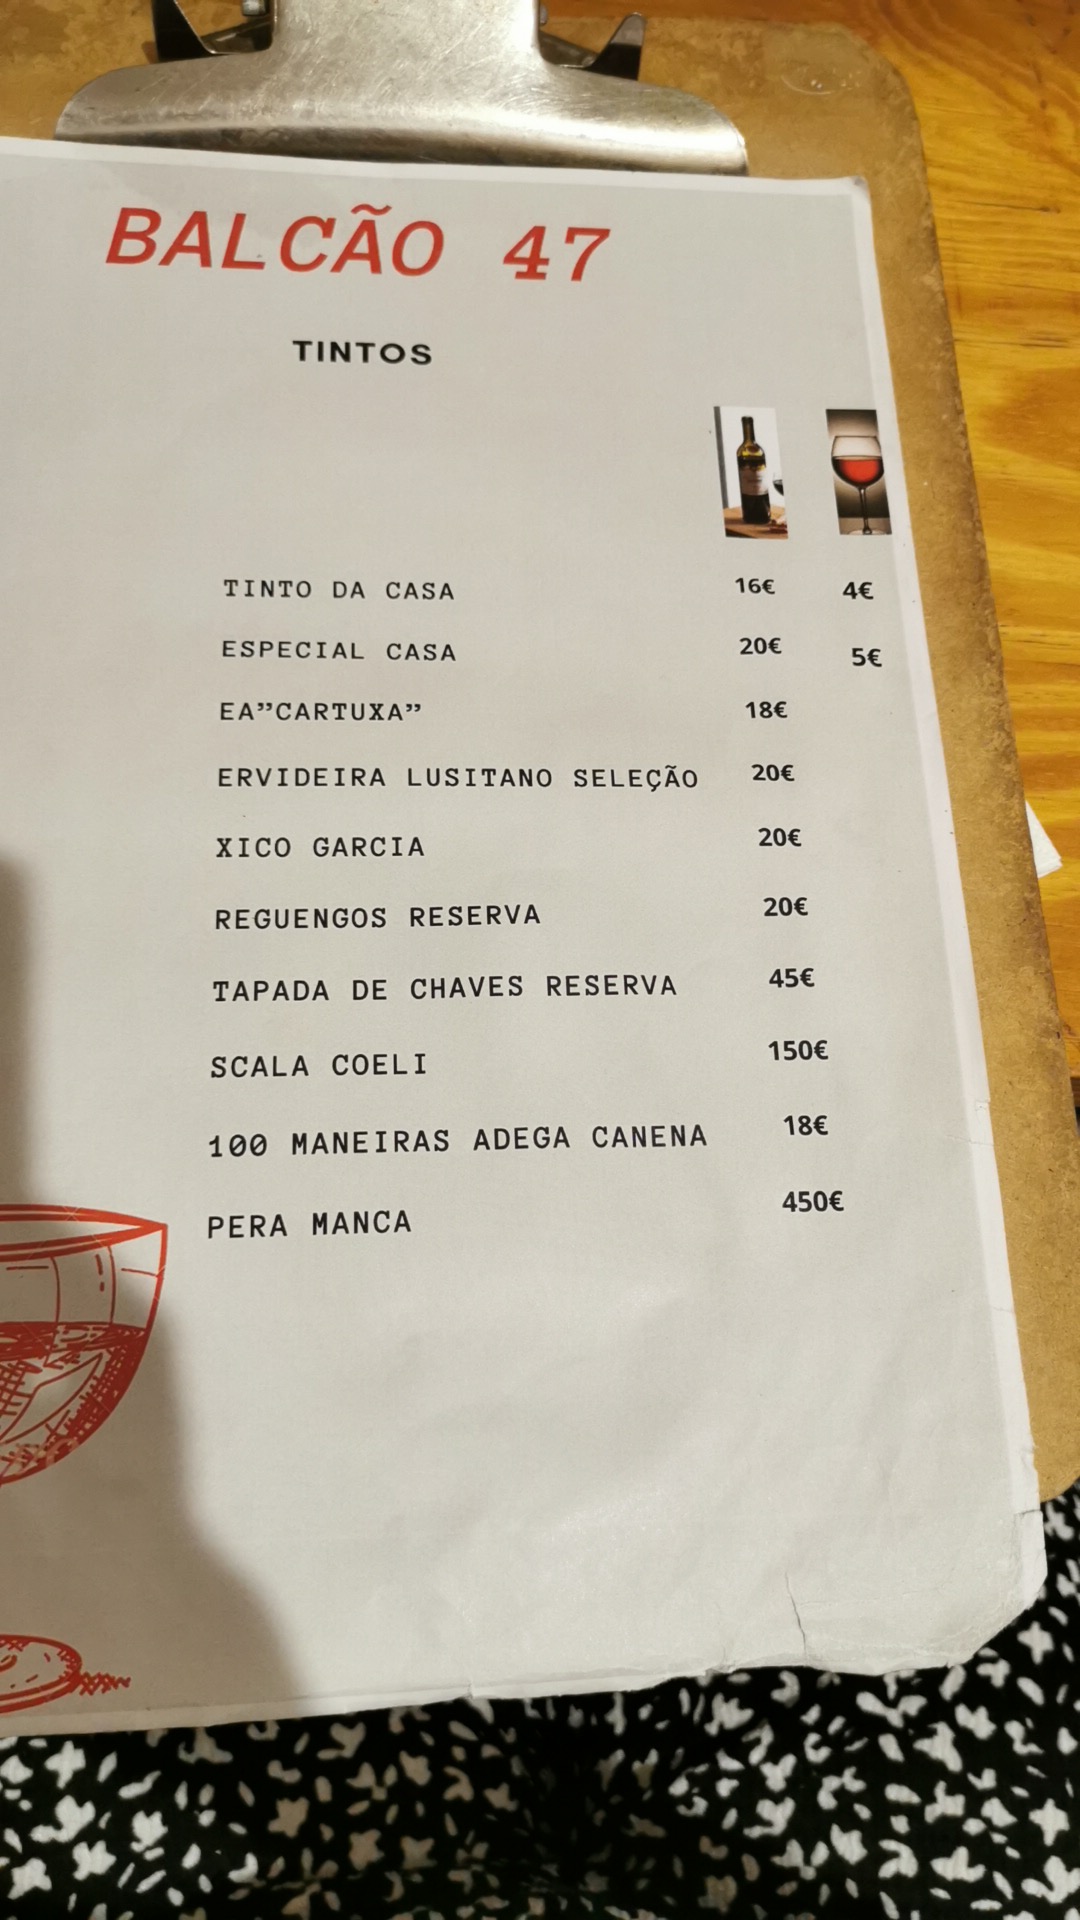 BALCÃO 47
TINTOS
TINTO DA CASA 16€ 4€
ESPECIAL CASA 20€ 5€
EA”CARTUXA” 18€
ERVIDEIRA LUSITANO SELEÇÃO 20€
XICO GARCIA 20€
REGUENGOS RESERVA 20€
TAPADA DE CHAVES RESERVA 45€
SCALA COELI 150€
100 MANEIRAS ADEGA CANENA 18€
PERA MANCA 450€